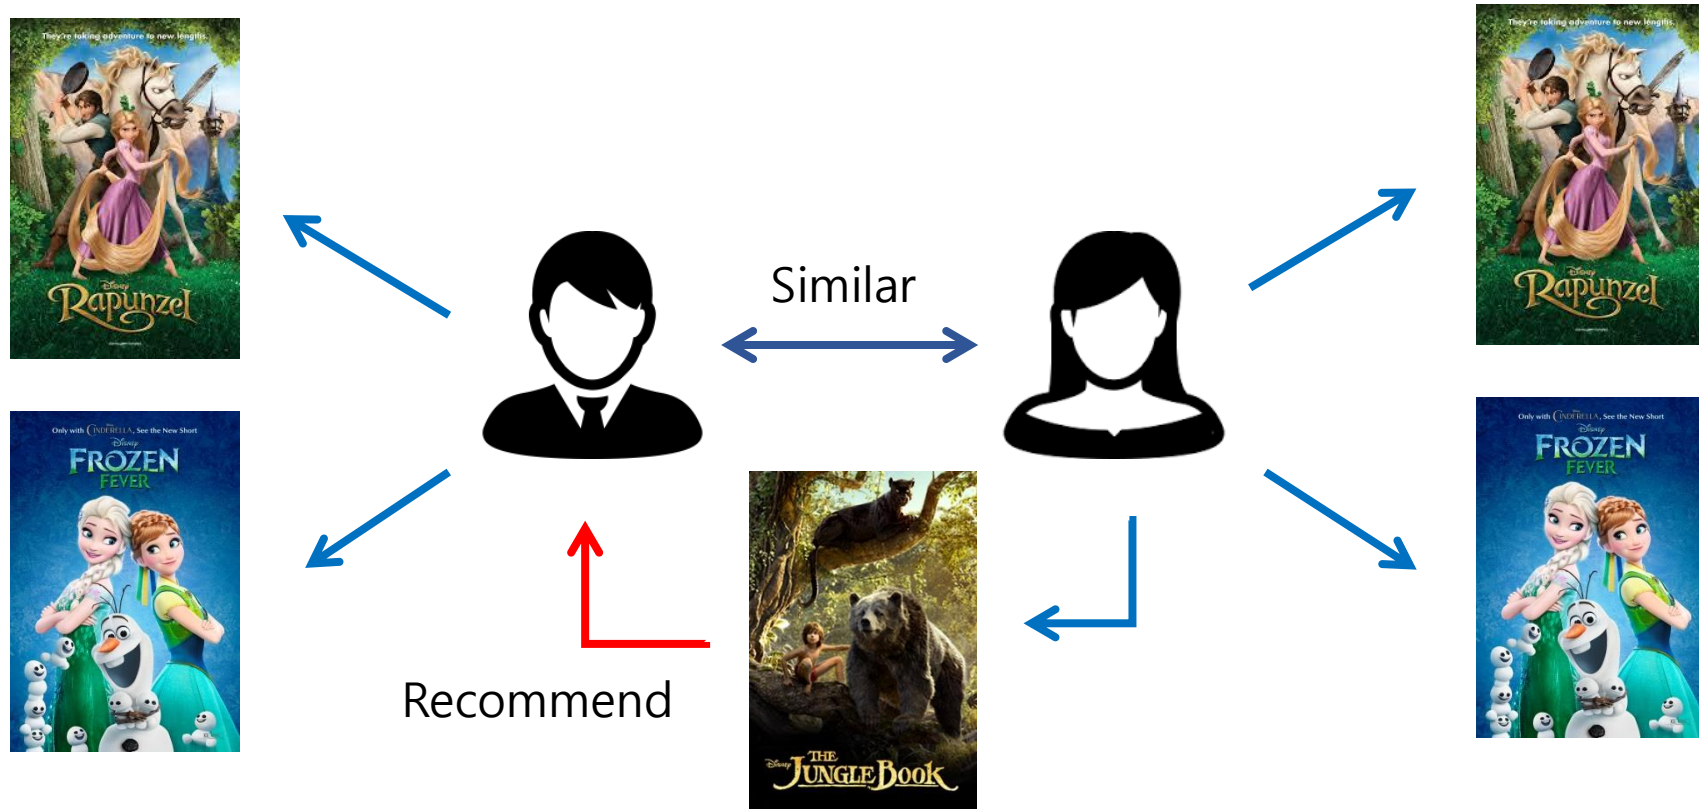 They're taking adventure to new lengths.
Disney
Rapunzel
They're taking adventure to new lengths.
Disney
Rapunzel
Similar
Only with Disney CINDERELLA, See the New Short
Disney
FROZEN
FEVER
Only with Disney CINDERELLA, See the New Short
Disney
FROZEN
FEVER
Recommend
Disney THE
JUNGLE BOOK